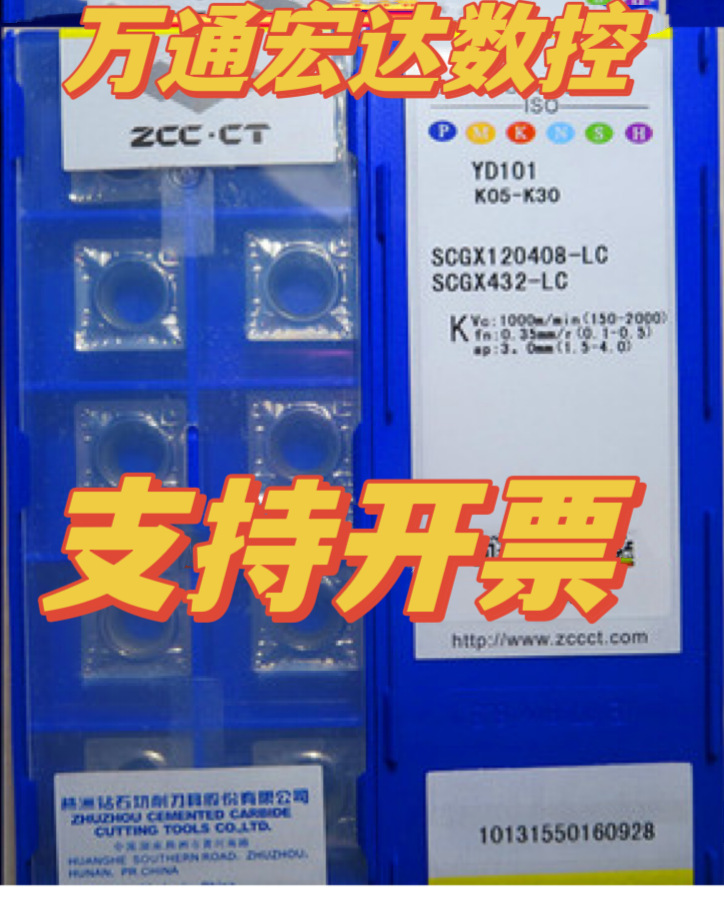 万通宏达数控
ZCC·CT
ISO
P M K N S H
YD101
K05-K30
SCGX120408-LC
SCGX432-LC
K Vc:1000m/min(150-2000)
fn:0.35mm/r(0.1-0.5)
ap:3. 0mm(1.5-4.0)
支持开票
http://www.zccct.com
株洲钻石切削刀具股份有限公司
ZHUZHOU CEMENTED CARBIDE
CUTTING TOOLS CO.,LTD.
HUANGHE SOUTHERN ROAD, ZHUZHOU,
HUNAN, PR CHINA
10131550160928